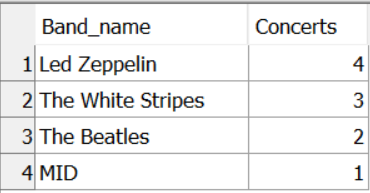 Band_name Concerts
1 Led Zeppelin 4
2 The White Stripes 3
3 The Beatles 2
4 MID 1